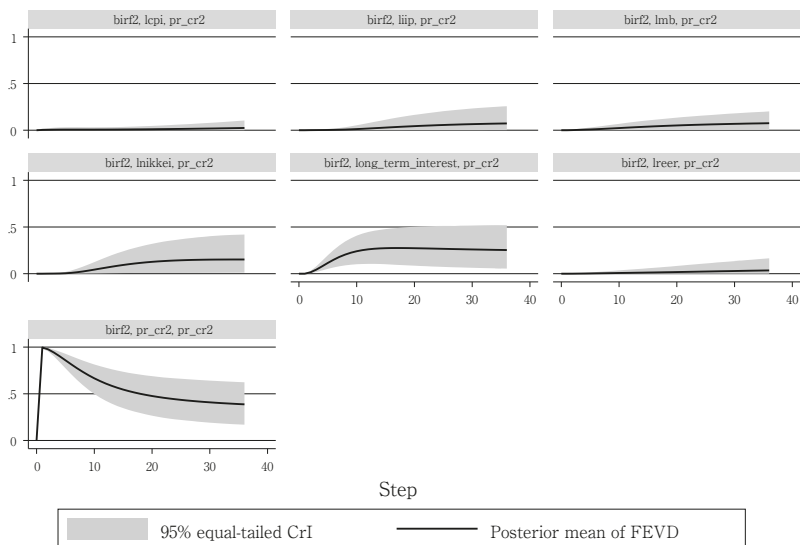 birf2, lcpi, pr_cr2 birf2, liip, pr_cr2 birf2, lmb, pr_cr2
1
.5
0
birf2, lnikkei, pr_cr2 birf2, long_term_interest, pr_cr2 birf2, lreer, pr_cr2
1
.5
0
0 10 20 30 40 0 10 20 30 40
birf2, pr_cr2, pr_cr2
1
.5
0
0 10 20 30 40
Step
95% equal-tailed CrI Posterior mean of FEVD